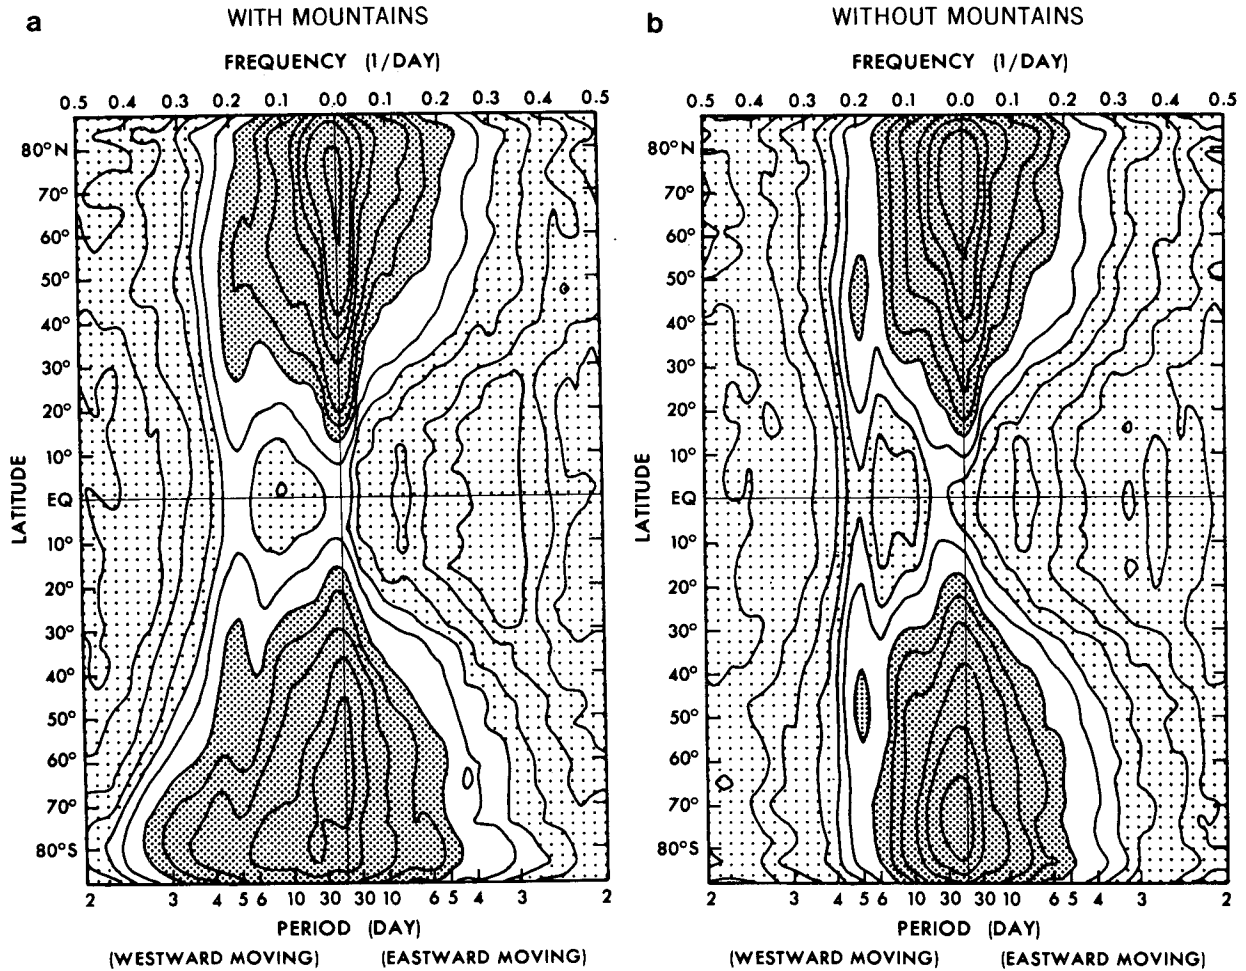 a WITH MOUNTAINS
FREQUENCY (1/DAY)
0.5 0.4 0.3 0.2 0.1 0.0 0.1 0.2 0.3 0.4 0.5
80°N
70°
60°
50°
40°
30°
20°
10°
EQ
10°
20°
30°
40°
50°
60°
70°
80°S
LATITUDE
2 3 4 5 6 10 30 30 10 6 5 4 3 2
PERIOD (DAY)
(WESTWARD MOVING) (EASTWARD MOVING)
b WITHOUT MOUNTAINS
FREQUENCY (1/DAY)
0.5 0.4 0.3 0.2 0.1 0.0 0.1 0.2 0.3 0.4 0.5
80°N
70°
60°
50°
40°
30°
20°
10°
EQ
10°
20°
30°
40°
50°
60°
70°
80°S
LATITUDE
2 3 4 5 6 10 30 30 10 6 5 4 3 2
PERIOD (DAY)
(WESTWARD MOVING) (EASTWARD MOVING)